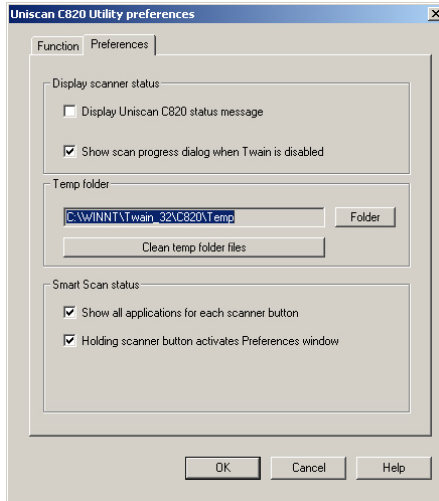 Uniscan C820 Utility preferences
Function
Preferences
Display scanner status
Display Uniscan C820 status message
Show scan progress dialog when Twain is disabled
Temp folder
C:\WINNT\Twain_32\C820\Temp
Folder
Clean temp folder files
Smart Scan status
Show all applications for each scanner button
Holding scanner button activates Preferences window
OK
Cancel
Help